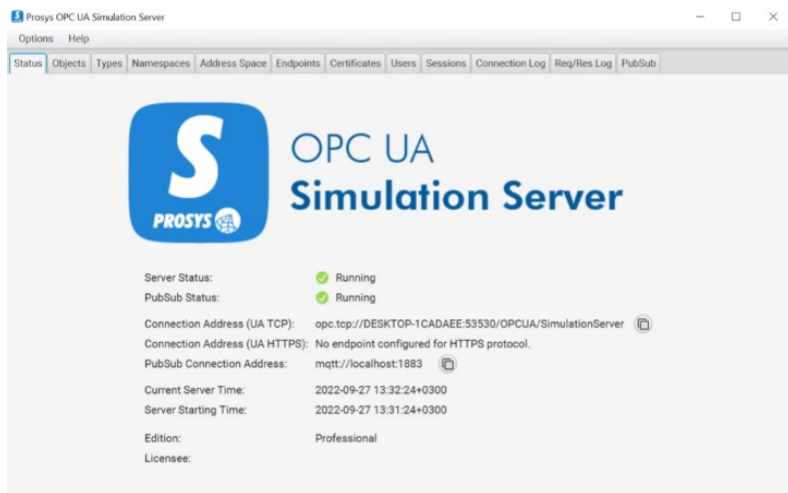 Prosys OPC UA Simulation Server
Options Help
Status Objects Types Namespaces Address Space Endpoints Certificates Users Sessions Connection Log Req/Res Log PubSub
S
PROSYS
OPC UA
Simulation Server
Server Status: Running
PubSub Status: Running
Connection Address (UA TCP): opc.tcp://DESKTOP-1CADAEE:53530/OPCUA/SimulationServer
Connection Address (UA HTTPS): No endpoint configured for HTTPS protocol.
PubSub Connection Address: mqtt://localhost:1883
Current Server Time: 2022-09-27 13:32:24+0300
Server Starting Time: 2022-09-27 13:31:24+0300
Edition: Professional
Licensee: